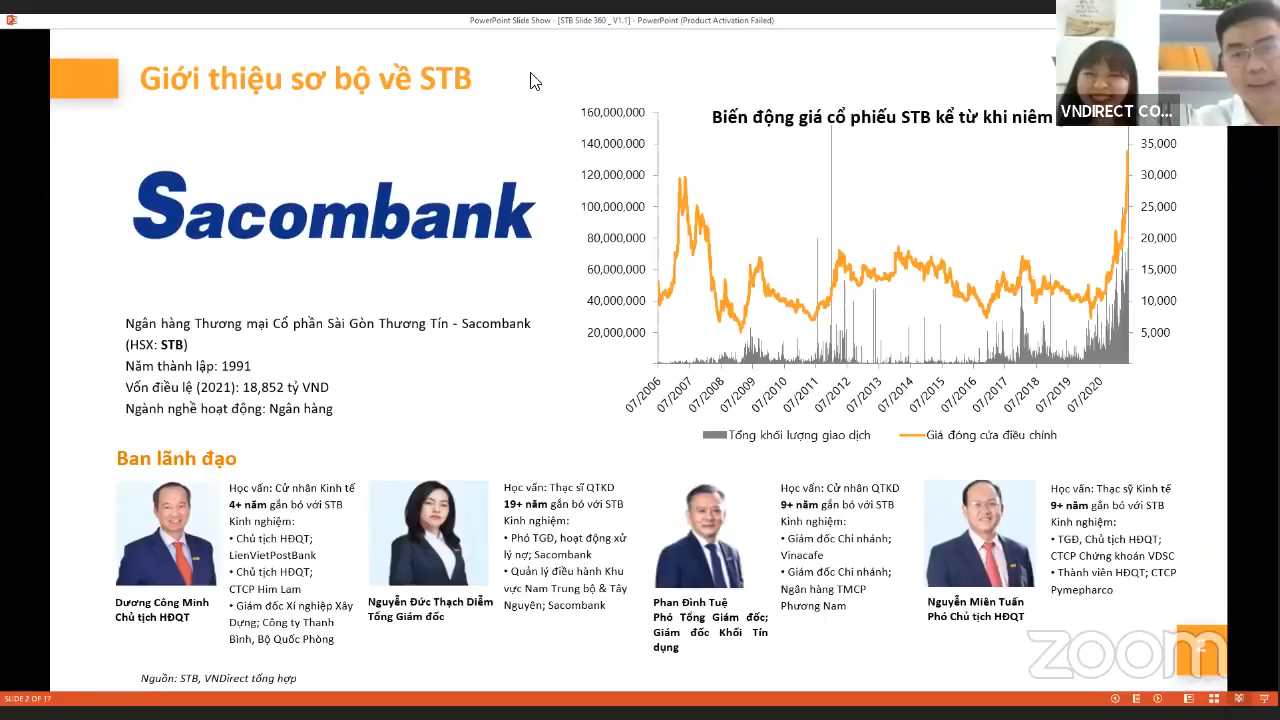 PowerPoint Slide Show - [STB Slide 360 _ V1.1] - PowerPoint (Product Activation Failed)
Giới thiệu sơ bộ về STB
VNDIRECT CO...
Sacombank
Ngân hàng Thương mại Cổ phần Sài Gòn Thương Tín - Sacombank
(HSX: STB)
Năm thành lập: 1991
Vốn điều lệ (2021): 18,852 tỷ VND
Ngành nghề hoạt động: Ngân hàng
Biến động giá cổ phiếu STB kể từ khi niêm
160,000,000
140,000,000
120,000,000
100,000,000
80,000,000
60,000,000
40,000,000
20,000,000
35,000
30,000
25,000
20,000
15,000
10,000
5,000
07/2006
07/2007
07/2008
07/2009
07/2010
07/2011
07/2012
07/2013
07/2014
07/2015
07/2016
07/2017
07/2018
07/2019
07/2020
Tổng khối lượng giao dịch
Giá đóng cửa điều chỉnh
Ban lãnh đạo
Học vấn: Cử nhân Kinh tế
4+ năm gắn bó với STB
Kinh nghiệm:
• Chủ tịch HĐQT;
LienVietPostBank
• Chủ tịch HĐQT;
CTCP Him Lam
• Giám đốc Xí nghiệp Xây
Dựng; Công ty Thanh
Bình, Bộ Quốc Phòng
Dương Công Minh
Chủ tịch HĐQT
Học vấn: Thạc sĩ QTKD
19+ năm gắn bó với STB
Kinh nghiệm:
• Phó TGĐ, hoạt động xử
lý nợ; Sacombank
• Quản lý điều hành Khu
vực Nam Trung bộ & Tây
Nguyên; Sacombank
Nguyễn Đức Thạch Diễm
Tổng Giám đốc
Học vấn: Cử nhân QTKD
9+ năm gắn bó với STB
Kinh nghiệm:
• Giám đốc Chi nhánh;
Vinacafe
• Giám đốc Chi nhánh;
Ngân hàng TMCP
Phương Nam
Phan Đình Tuệ
Phó Tổng Giám đốc;
Giám đốc Khối Tín
dụng
Học vấn: Thạc sỹ Kinh tế
9+ năm gắn bó với STB
Kinh nghiệm:
• TGĐ, Chủ tịch HĐQT;
CTCP Chứng khoán VDSC
• Thành viên HĐQT; CTCP
Pymepharco
Nguyễn Miên Tuấn
Phó Chủ tịch HĐQT
Nguồn: STB, VNDirect tổng hợp
2
zoom
SLIDE 2 OF 17